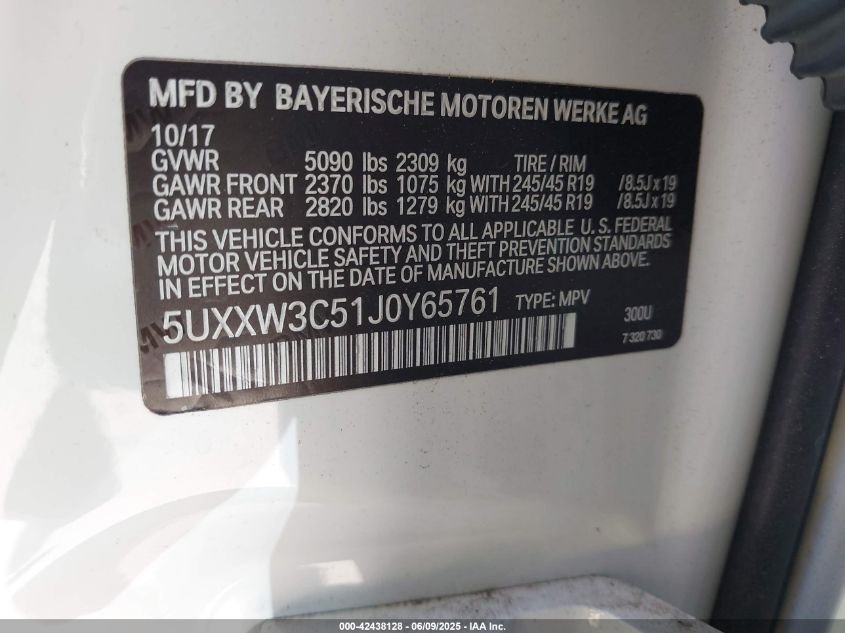 MFD BY BAYERISCHE MOTOREN WERKE AG
10/17
GVWR 5090 lbs 2309 kg TIRE / RIM
GAWR FRONT 2370 lbs 1075 kg WITH 245/45 R19 /8.5J x 19
GAWR REAR 2820 lbs 1279 kg WITH 245/45 R19 /8.5J x 19
THIS VEHICLE CONFORMS TO ALL APPLICABLE U. S. FEDERAL
MOTOR VEHICLE SAFETY AND THEFT PREVENTION STANDARDS
IN EFFECT ON THE DATE OF MANUFACTURE SHOWN ABOVE.
5UXXW3C51J0Y65761 TYPE: MPV 300U
7 320 730
000-42438128 - 06/09/2025 - IAA Inc.